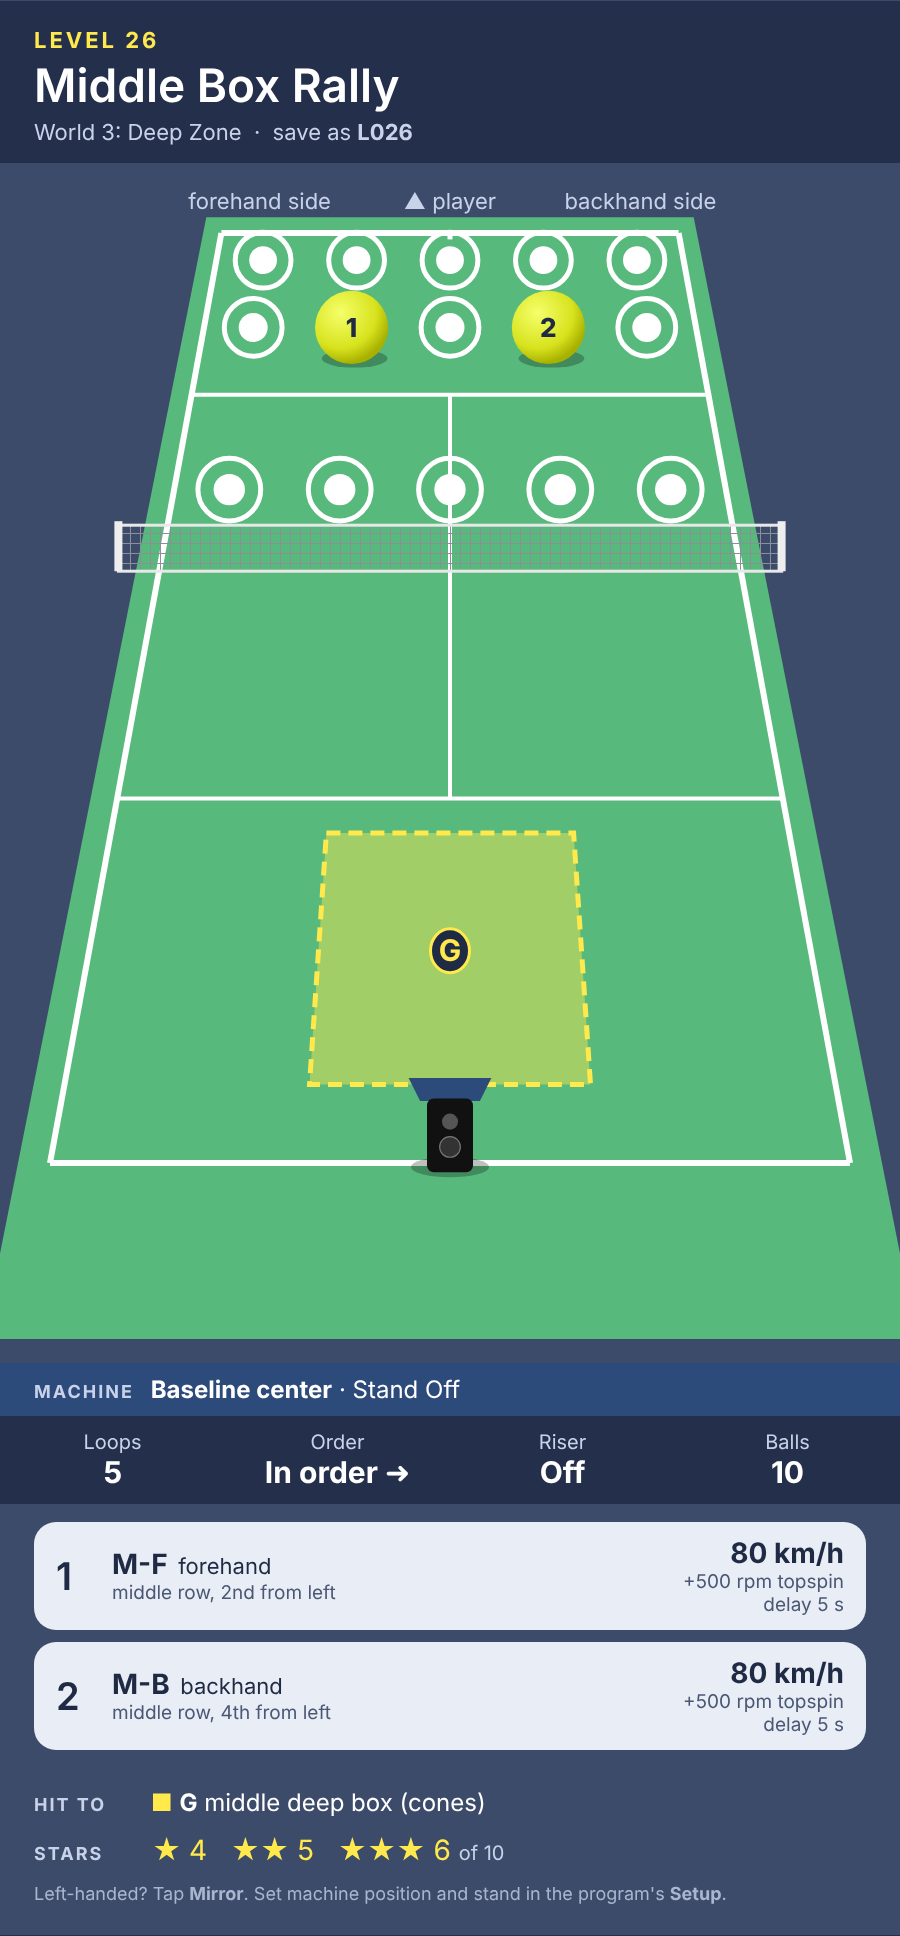 LEVEL 26
Middle Box Rally
World 3: Deep Zone · save as L026
forehand side ▲ player backhand side
1 2
G
MACHINE Baseline center · Stand Off
Loops Order Riser Balls
5 In order → Off 10
1 M-F forehand 80 km/h
middle row, 2nd from left +500 rpm topspin
delay 5 s
2 M-B backhand 80 km/h
middle row, 4th from left +500 rpm topspin
delay 5 s
HIT TO G middle deep box (cones)
STARS ★ 4 ★★ 5 ★★★ 6 of 10
Left-handed? Tap Mirror. Set machine position and stand in the program's Setup.